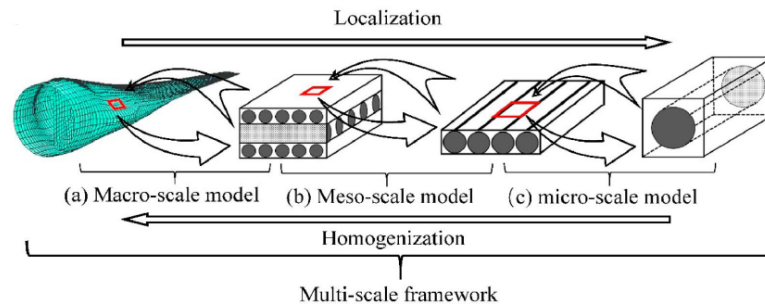 Localization
(a) Macro-scale model
(b) Meso-scale model
(c) micro-scale model
Homogenization
Multi-scale framework